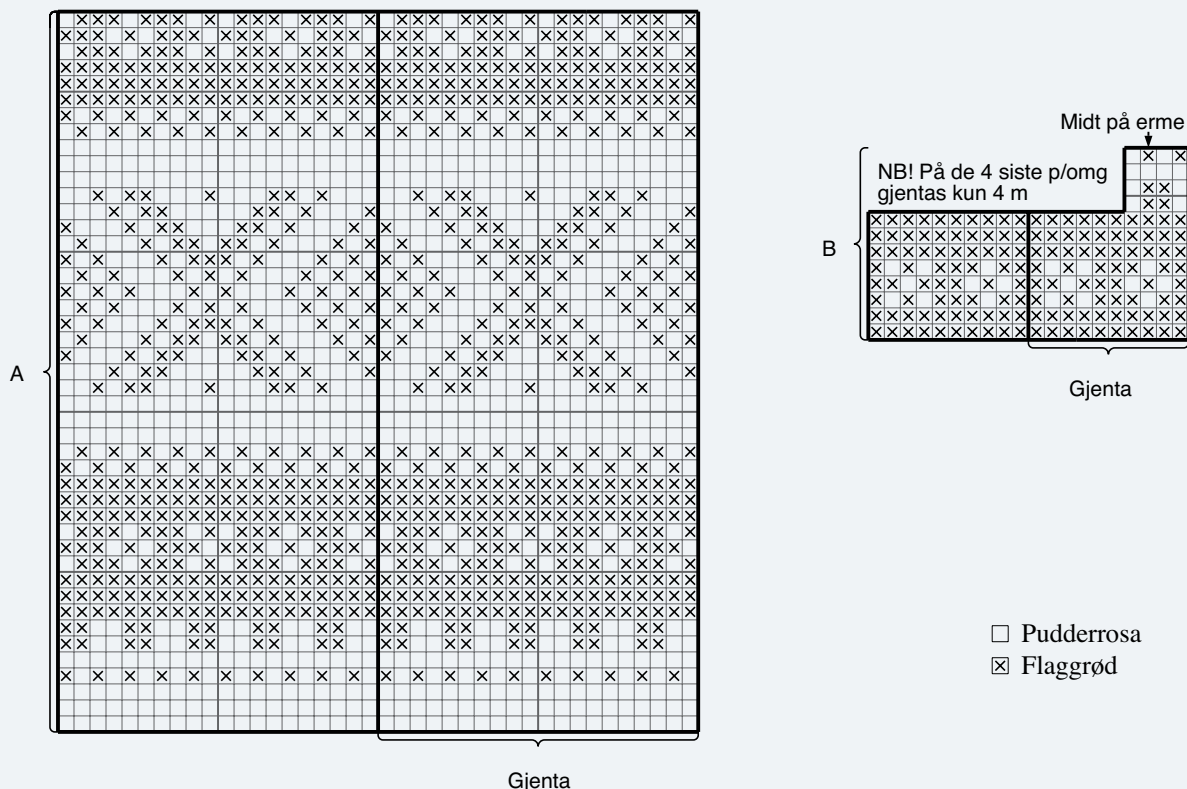 Midt på erme
NB! På de 4 siste p/omg
gjentas kun 4 m
B
Gjenta
A
Pudderrosa
Flaggrød
Gjenta